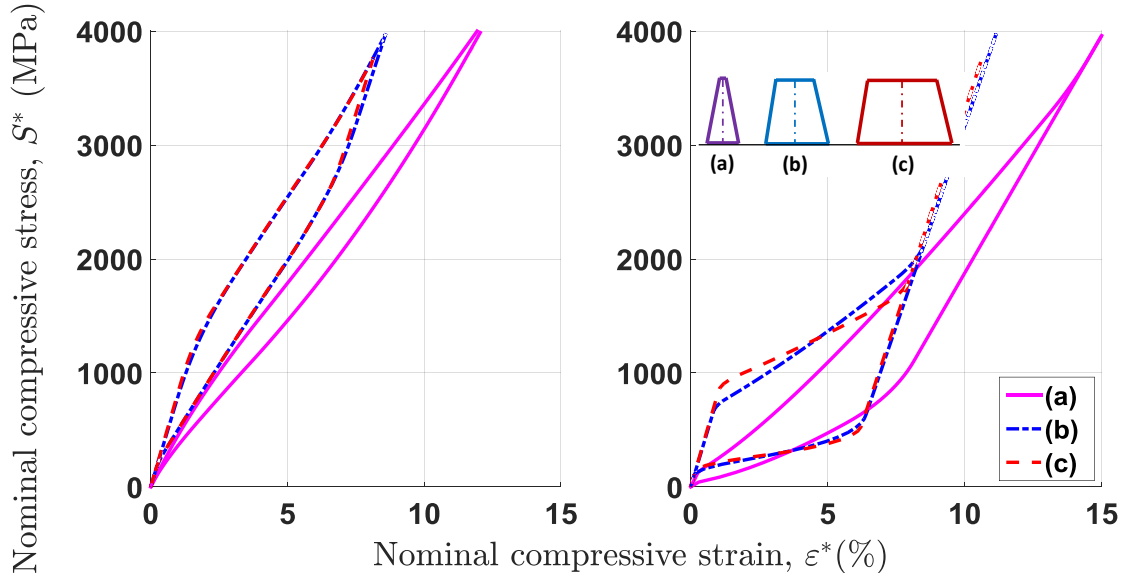 Nominal compressive stress, S* (MPa)
4000
3000
2000
1000
0
0 5 10 15
4000
3000
2000
1000
0
0 5 10 15
(a) (b) (c)
(a)
(b)
(c)
Nominal compressive strain, ε*(%)